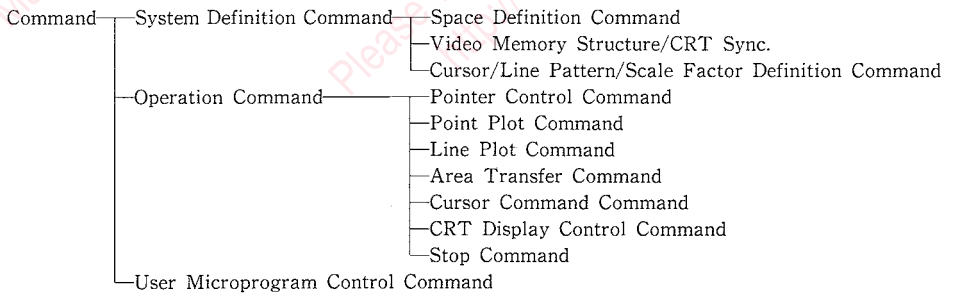 Command System Definition Command Space Definition Command
Video Memory Structure/CRT Sync.
Cursor/Line Pattern/Scale Factor Definition Command
Operation Command Pointer Control Command
Point Plot Command
Line Plot Command
Area Transfer Command
Cursor Command Command
CRT Display Control Command
Stop Command
User Microprogram Control Command
Please